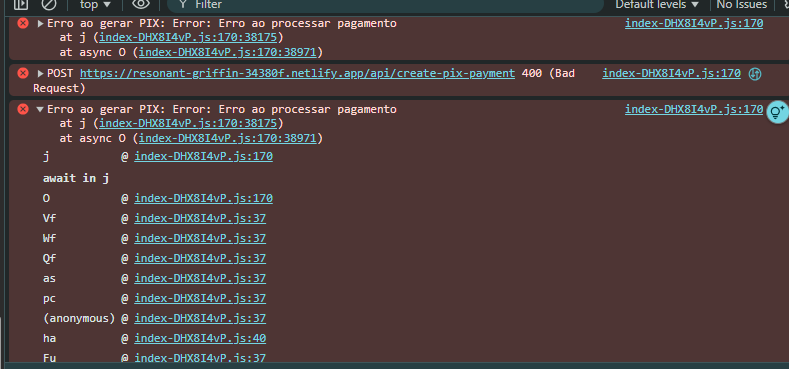 top Filter Default levels No Issues
Erro ao gerar PIX: Error: Erro ao processar pagamento index-DHX8I4vP.js:170
at j (index-DHX8I4vP.js:170:38175)
at async O (index-DHX8I4vP.js:170:38971)
POST https://resonant-griffin-34380f.netlify.app/api/create-pix-payment 400 (Bad index-DHX8I4vP.js:170
Request)
Erro ao gerar PIX: Error: Erro ao processar pagamento index-DHX8I4vP.js:170
at j (index-DHX8I4vP.js:170:38175)
at async O (index-DHX8I4vP.js:170:38971)
j @ index-DHX8I4vP.js:170
await in j
O @ index-DHX8I4vP.js:170
Vf @ index-DHX8I4vP.js:37
Wf @ index-DHX8I4vP.js:37
Qf @ index-DHX8I4vP.js:37
as @ index-DHX8I4vP.js:37
pc @ index-DHX8I4vP.js:37
(anonymous) @ index-DHX8I4vP.js:37
ha @ index-DHX8I4vP.js:40
Fu @ index-DHX8I4vP.js:37